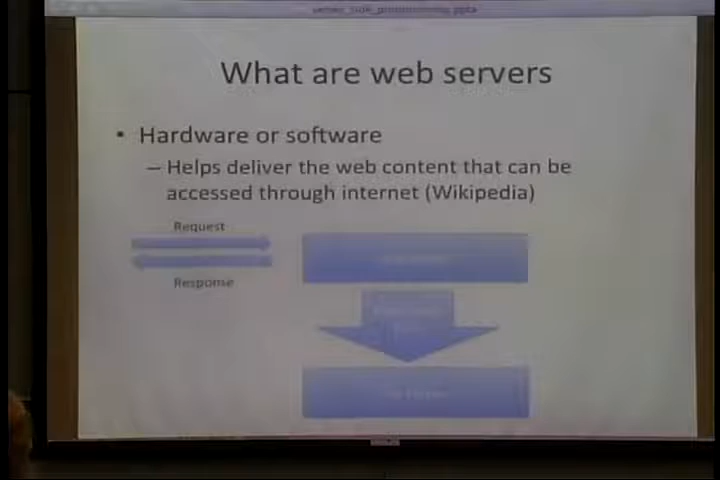 What are web servers
• Hardware or software
– Helps deliver the web content that can be
accessed through internet (Wikipedia)
Request
Response